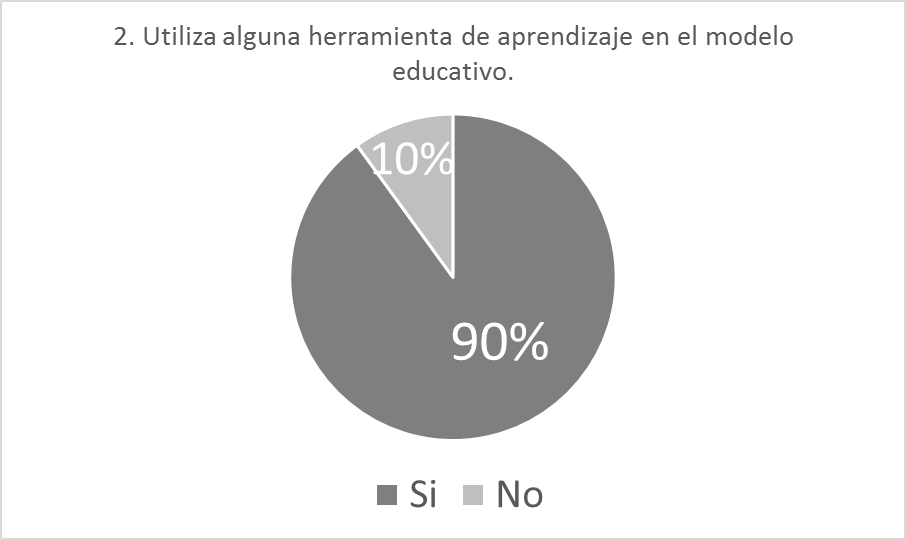 2. Utiliza alguna herramienta de aprendizaje en el modelo
educativo.
10%
90%
Si No